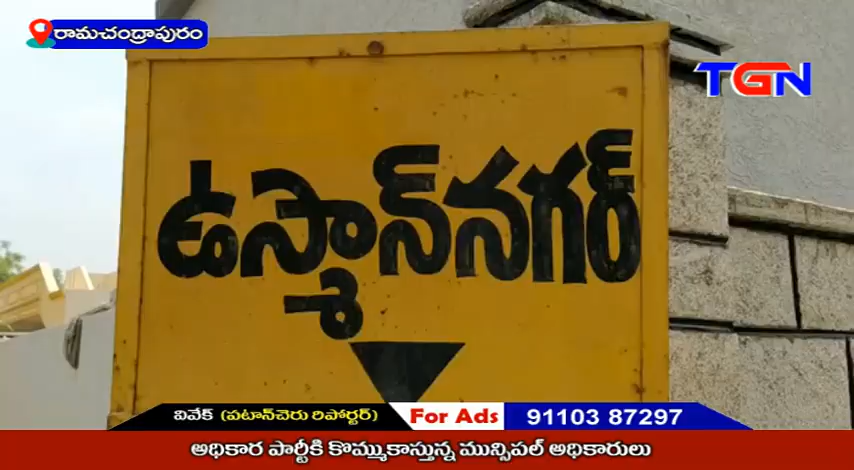 రామచంద్రాపురం
TGN
ఉస్మాన్‌నగర్
వివేక్ (పటాన్‌చెరు రిపోర్టర్) For Ads 91103 87297
అధికార పార్టీకి కొమ్ముకాస్తున్న మున్సిపల్ అధికారులు